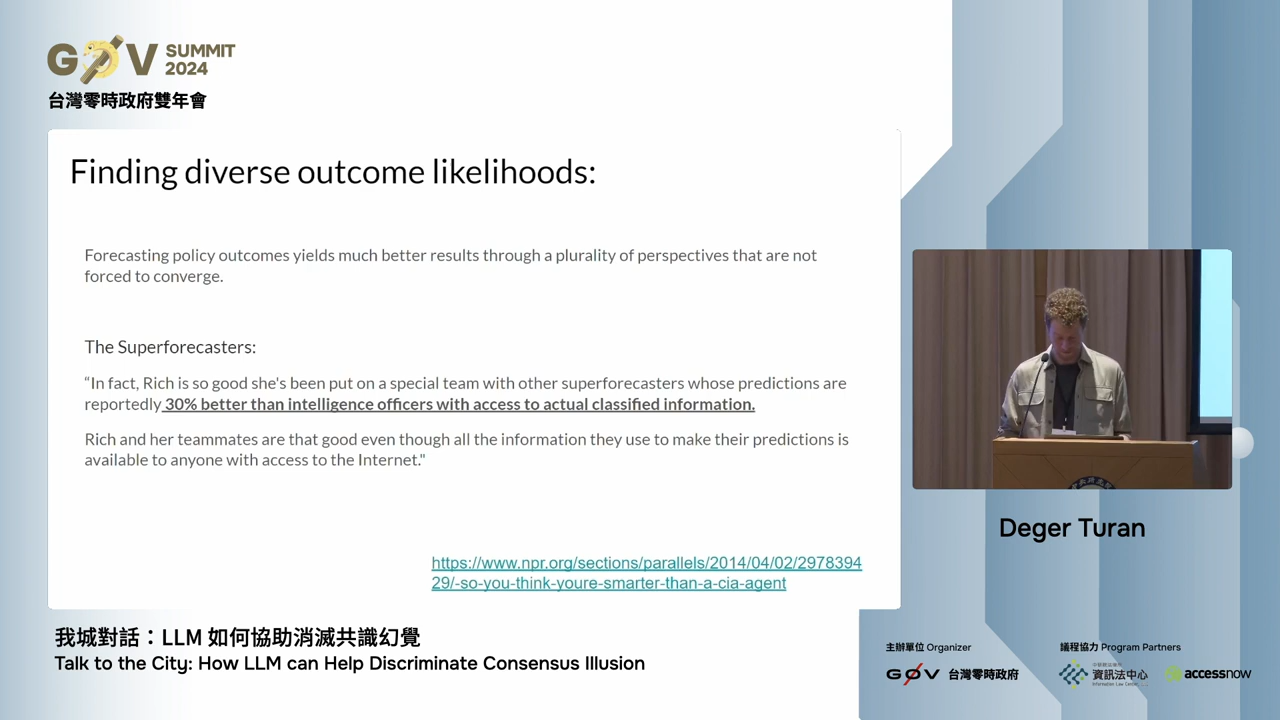 G0V SUMMIT 2024
台灣零時政府雙年會
Finding diverse outcome likelihoods:
Forecasting policy outcomes yields much better results through a plurality of perspectives that are not
forced to converge.
The Superforecasters:
“In fact, Rich is so good she's been put on a special team with other superforecasters whose predictions are
reportedly 30% better than intelligence officers with access to actual classified information.
Rich and her teammates are that good even though all the information they use to make their predictions is
available to anyone with access to the Internet."
https://www.npr.org/sections/parallels/2014/04/02/2978394
29/-so-you-think-youre-smarter-than-a-cia-agent
Deger Turan
我城對話：LLM 如何協助消滅共識幻覺
Talk to the City: How LLM can Help Discriminate Consensus Illusion
主辦單位 Organizer
G0V 台灣零時政府
議程協力 Program Partners
資訊法中心
Information Law Center
accessnow